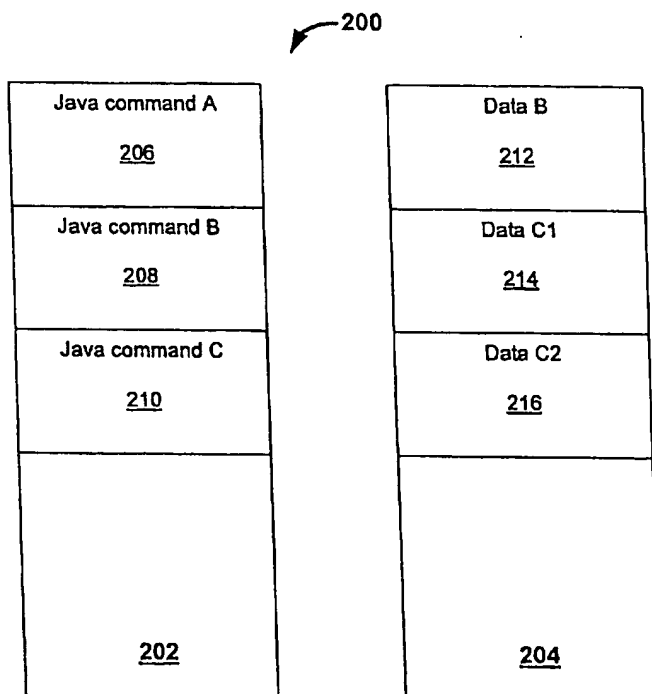 200
Java command A
206
Java command B
208
Java command C
210
202
Data B
212
Data C1
214
Data C2
216
204